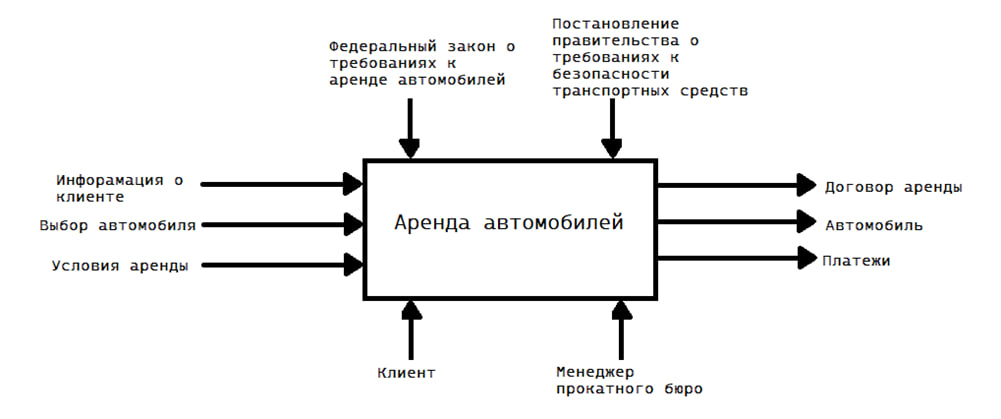 Федеральный закон о
требованиях к
аренде автомобилей
Постановление
правительства о
требованиях к
безопасности
транспортных средств
Инфорамация о
клиенте
Выбор автомобиля
Условия аренды
Аренда автомобилей
Договор аренды
Автомобиль
Платежи
Клиент
Менеджер
прокатного бюро